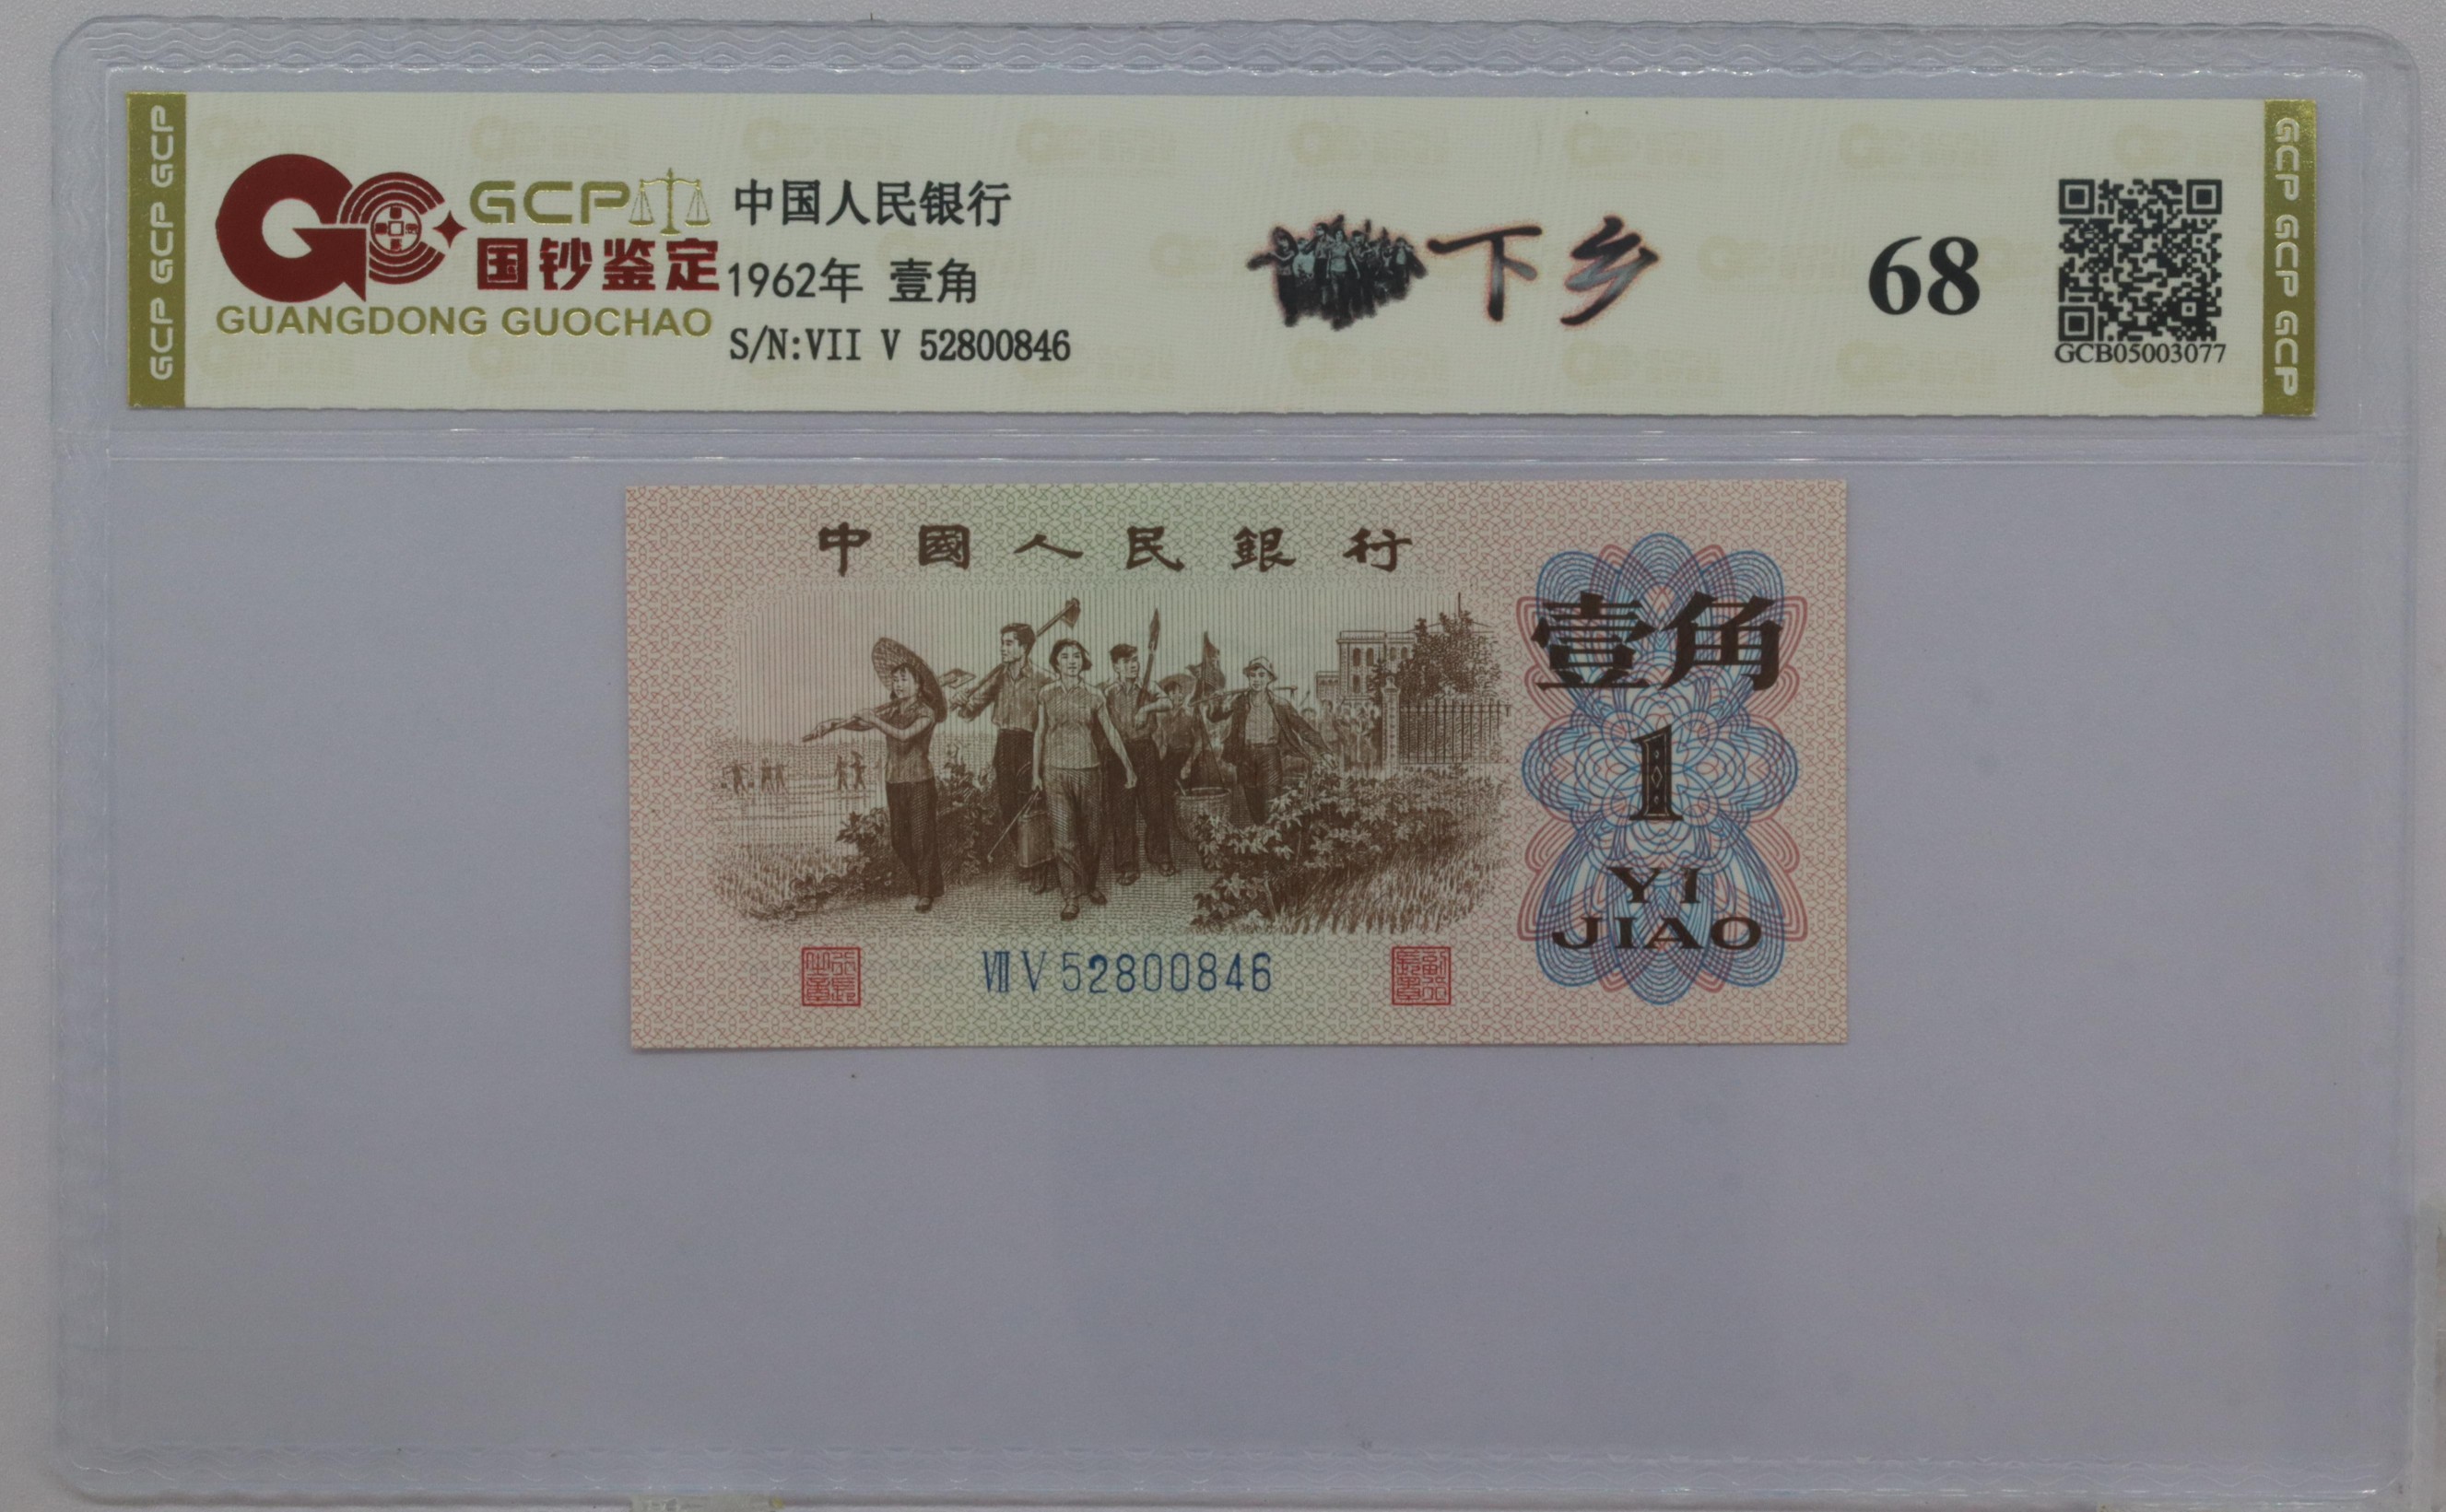 GCP GCP GCP
GCP
国钞鉴定
GUANGDONG GUOCHAO
中国人民银行
1962年 壹角
S/N:VII V 52800846
下乡
68
GCB05003077
GCP GCP GCP
中國人民銀行
壹角
1
YI
JIAO
VII V 52800846